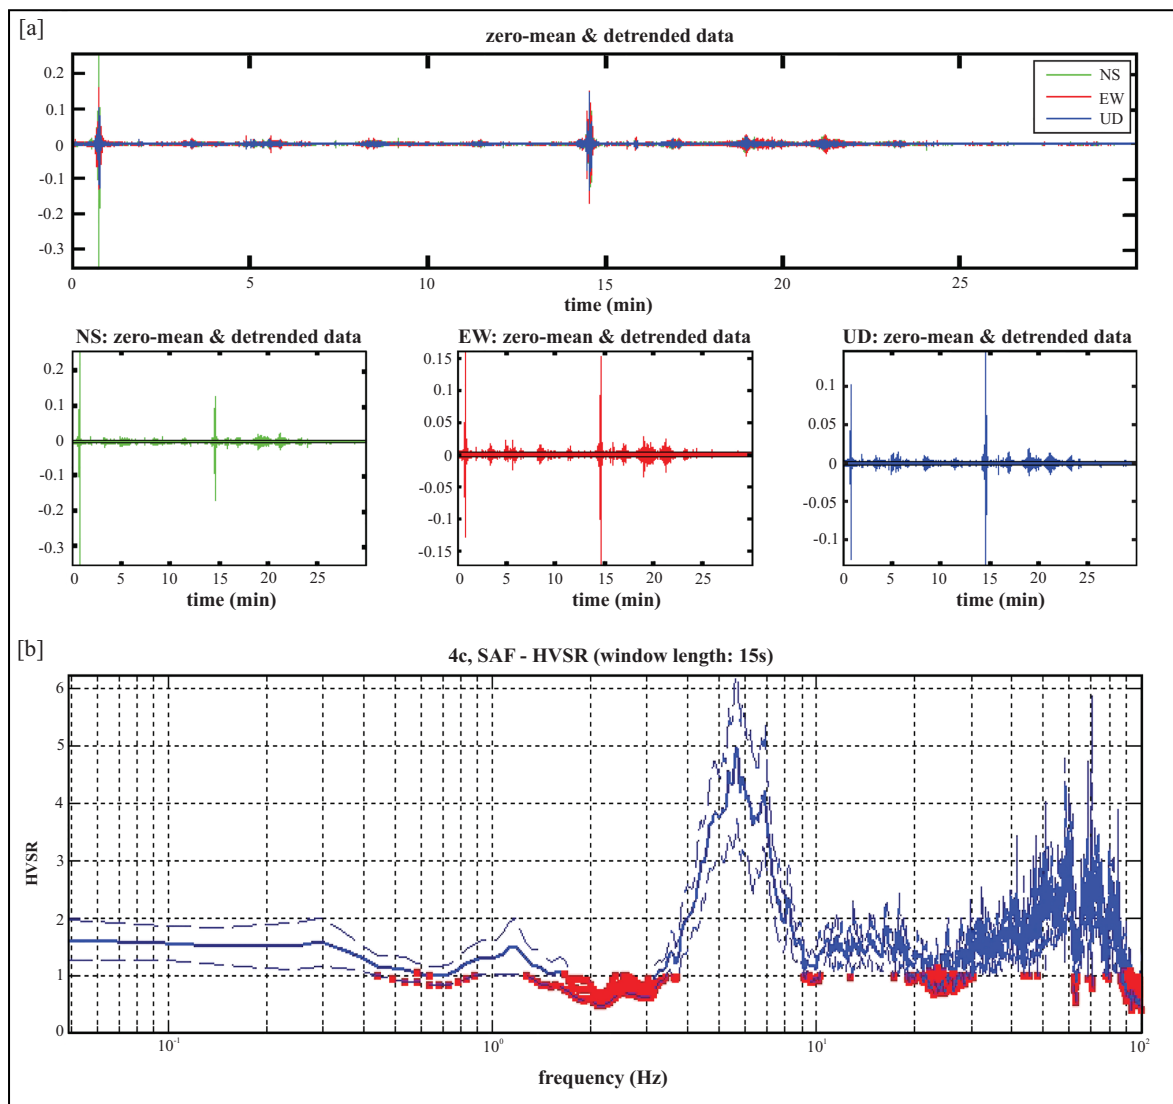 [a]
zero-mean & detrended data
0.2
0.1
0
-0.1
-0.2
-0.3
NS
EW
UD
0 5 10 15 20 25
time (min)
NS: zero-mean & detrended data
0.2
0.1
0
-0.1
-0.2
-0.3
0 5 10 15 20 25
time (min)
EW: zero-mean & detrended data
0.15
0.1
0.05
0
-0.05
-0.1
-0.15
0 5 10 15 20 25
time (min)
UD: zero-mean & detrended data
0.1
0.05
0
-0.05
-0.1
0 5 10 15 20 25
time (min)
[b]
4c, SAF - HVSR (window length: 15s)
HVSR
6
5
4
3
2
1
0
10-1 100 101 102
frequency (Hz)